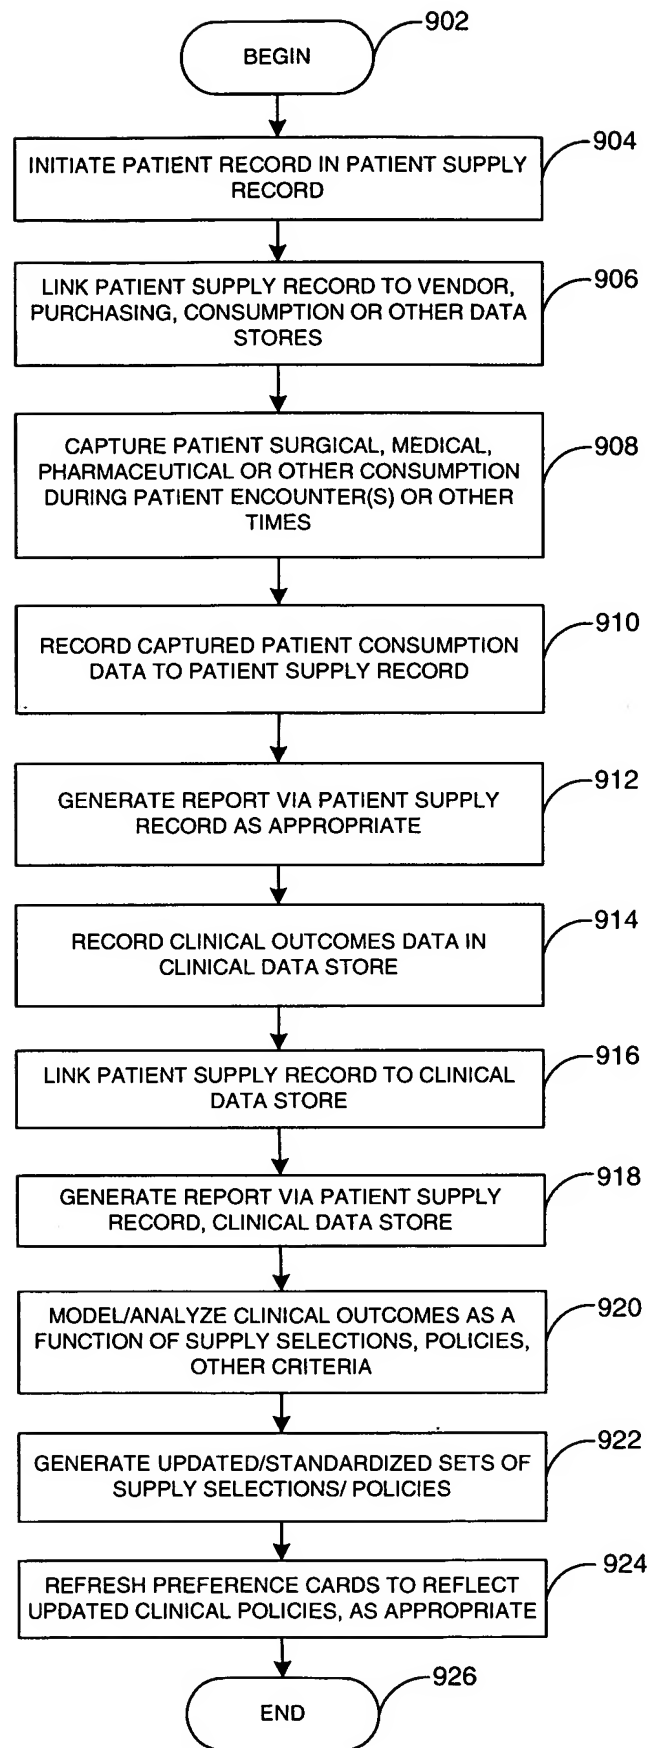 902
BEGIN
904
INITIATE PATIENT RECORD IN PATIENT SUPPLY
RECORD
906
LINK PATIENT SUPPLY RECORD TO VENDOR,
PURCHASING, CONSUMPTION OR OTHER DATA
STORES
908
CAPTURE PATIENT SURGICAL, MEDICAL,
PHARMACEUTICAL OR OTHER CONSUMPTION
DURING PATIENT ENCOUNTER(S) OR OTHER
TIMES
910
RECORD CAPTURED PATIENT CONSUMPTION
DATA TO PATIENT SUPPLY RECORD
912
GENERATE REPORT VIA PATIENT SUPPLY
RECORD AS APPROPRIATE
914
RECORD CLINICAL OUTCOMES DATA IN
CLINICAL DATA STORE
916
LINK PATIENT SUPPLY RECORD TO CLINICAL
DATA STORE
918
GENERATE REPORT VIA PATIENT SUPPLY
RECORD, CLINICAL DATA STORE
920
MODEL/ANALYZE CLINICAL OUTCOMES AS A
FUNCTION OF SUPPLY SELECTIONS, POLICIES,
OTHER CRITERIA
922
GENERATE UPDATED/STANDARDIZED SETS OF
SUPPLY SELECTIONS/ POLICIES
924
REFRESH PREFERENCE CARDS TO REFLECT
UPDATED CLINICAL POLICIES, AS APPROPRIATE
926
END